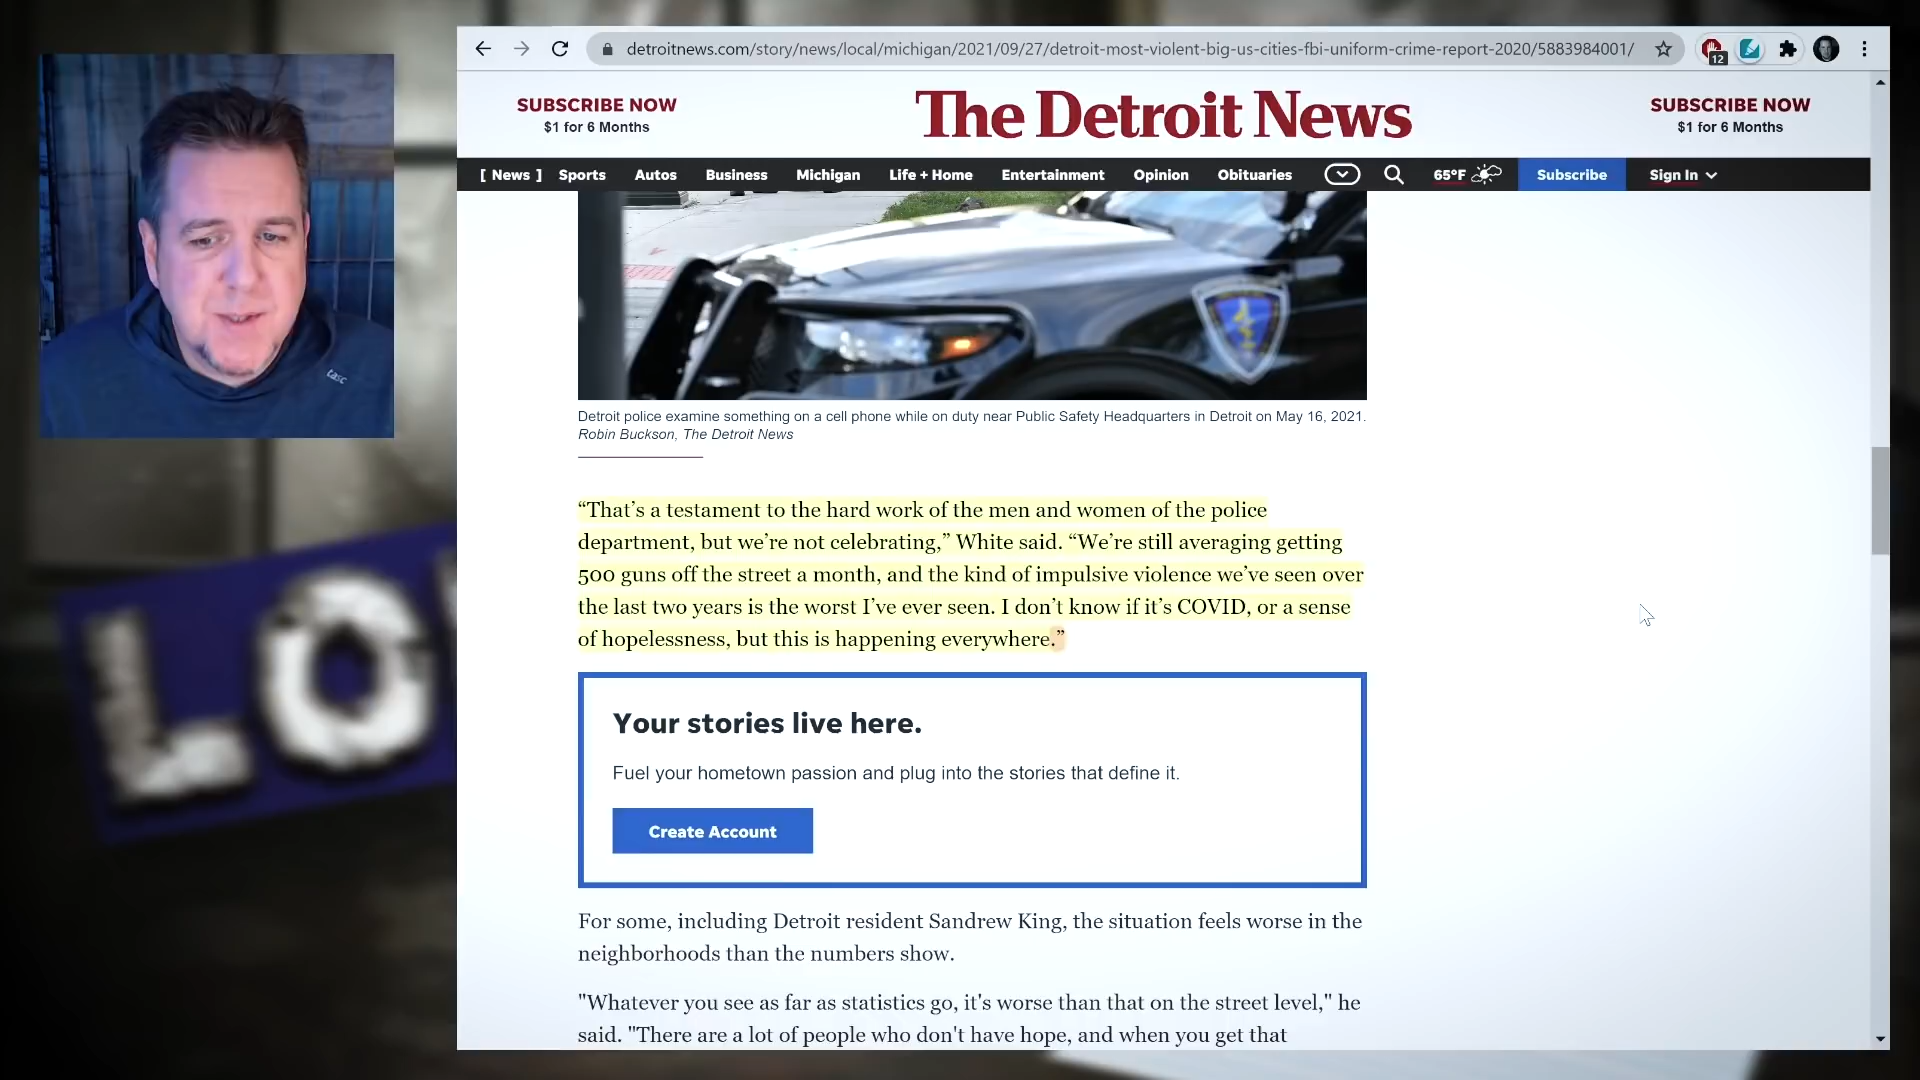 detroitnews.com/story/news/local/michigan/2021/09/27/detroit-most-violent-big-us-cities-fbi-uniform-crime-report-2020/5883984001/
12
SUBSCRIBE NOW
$1 for 6 Months
The Detroit News
SUBSCRIBE NOW
$1 for 6 Months
[ News ] Sports Autos Business Michigan Life + Home Entertainment Opinion Obituaries 65°F Subscribe Sign In
tasc
Detroit police examine something on a cell phone while on duty near Public Safety Headquarters in Detroit on May 16, 2021.
Robin Buckson, The Detroit News
“That’s a testament to the hard work of the men and women of the police
department, but we’re not celebrating,” White said. “We’re still averaging getting
500 guns off the street a month, and the kind of impulsive violence we’ve seen over
the last two years is the worst I’ve ever seen. I don’t know if it’s COVID, or a sense
of hopelessness, but this is happening everywhere.”
LO
Your stories live here.
Fuel your hometown passion and plug into the stories that define it.
Create Account
For some, including Detroit resident Sandrew King, the situation feels worse in the
neighborhoods than the numbers show.
"Whatever you see as far as statistics go, it's worse than that on the street level," he
said. "There are a lot of people who don't have hope, and when you get that